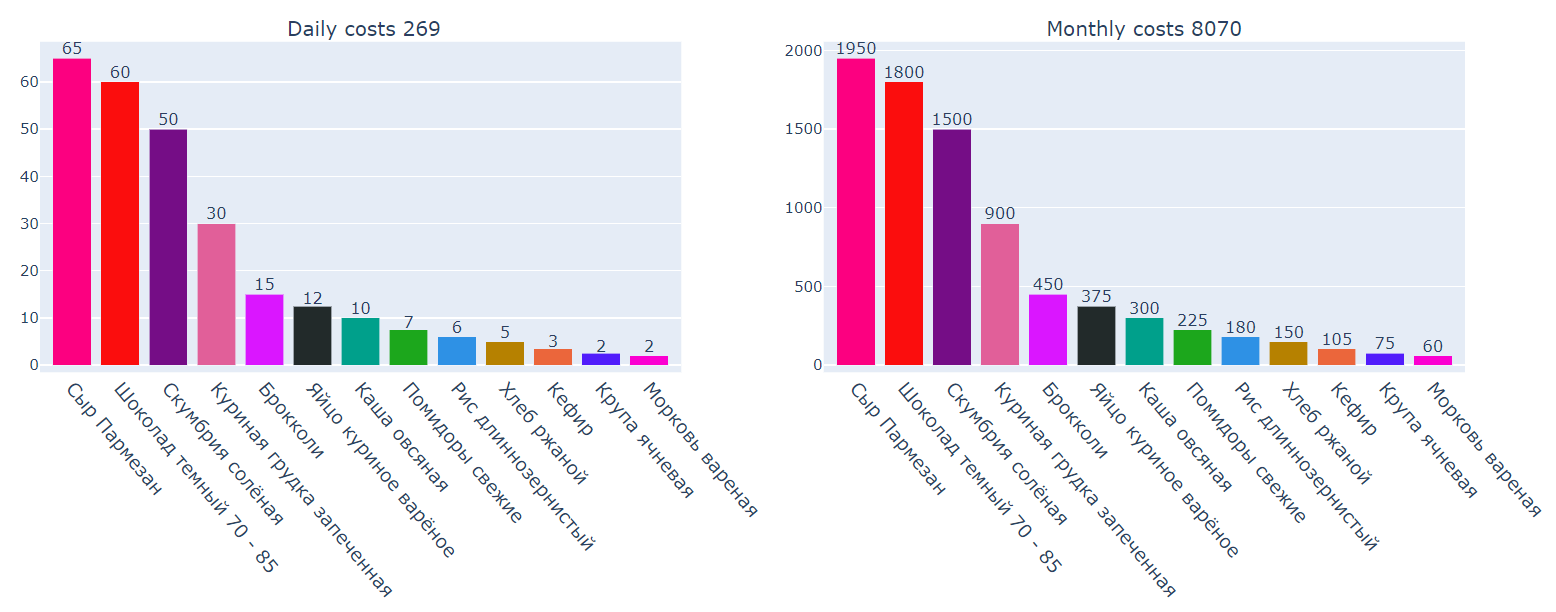 Daily costs 269
65
60
50
30
15
12
10
7
6
5
3
2
2
60
50
40
30
20
10
0
Сыр Пармезан
Шоколад темный 70 - 85
Скумбрия солёная
Куриная грудка запеченная
Брокколи
Яйцо куриное варёное
Каша овсяная
Помидоры свежие
Рис длиннозернистый
Хлеб ржаной
Кефир
Крупа ячневая
Морковь вареная
Monthly costs 8070
1950
1800
1500
900
450
375
300
225
180
150
105
75
60
2000
1500
1000
500
0
Сыр Пармезан
Шоколад темный 70 - 85
Скумбрия солёная
Куриная грудка запеченная
Брокколи
Яйцо куриное варёное
Каша овсяная
Помидоры свежие
Рис длиннозернистый
Хлеб ржаной
Кефир
Крупа ячневая
Морковь вареная